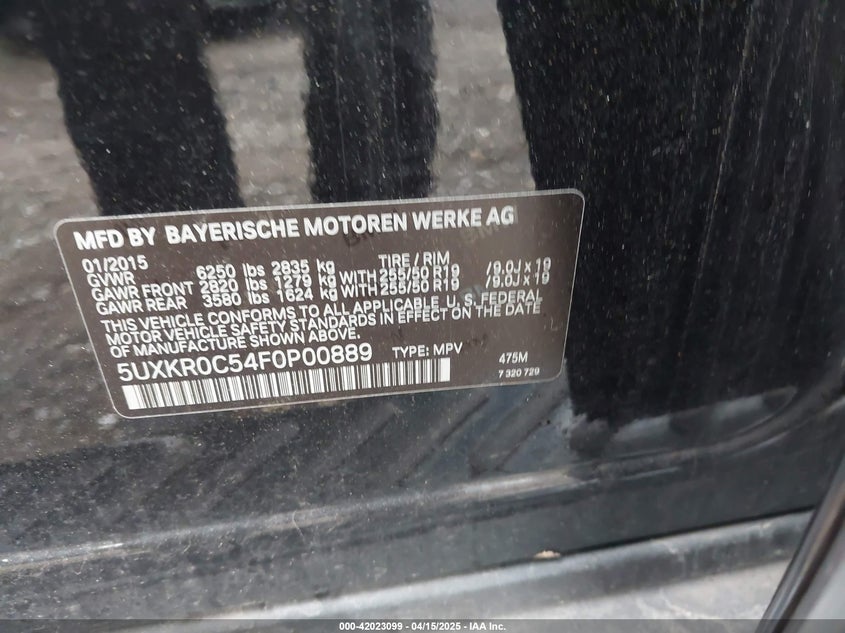 MFD BY BAYERISCHE MOTOREN WERKE AG
01/2015 TIRE / RIM
GVWR 6250 lbs 2835 kg
GAWR FRONT 2820 lbs 1279 kg WITH 255/50 R19 /9.0J x 19
GAWR REAR 3580 lbs 1624 kg WITH 255/50 R19 /9.0J x 19
THIS VEHICLE CONFORMS TO ALL APPLICABLE U. S. FEDERAL
MOTOR VEHICLE SAFETY STANDARDS IN EFFECT ON THE DATE
OF MANUFACTURE SHOWN ABOVE.
5UXKR0C54F0P00889 TYPE: MPV 475M
7 320 729
000-42023099 - 04/15/2025 - IAA Inc.